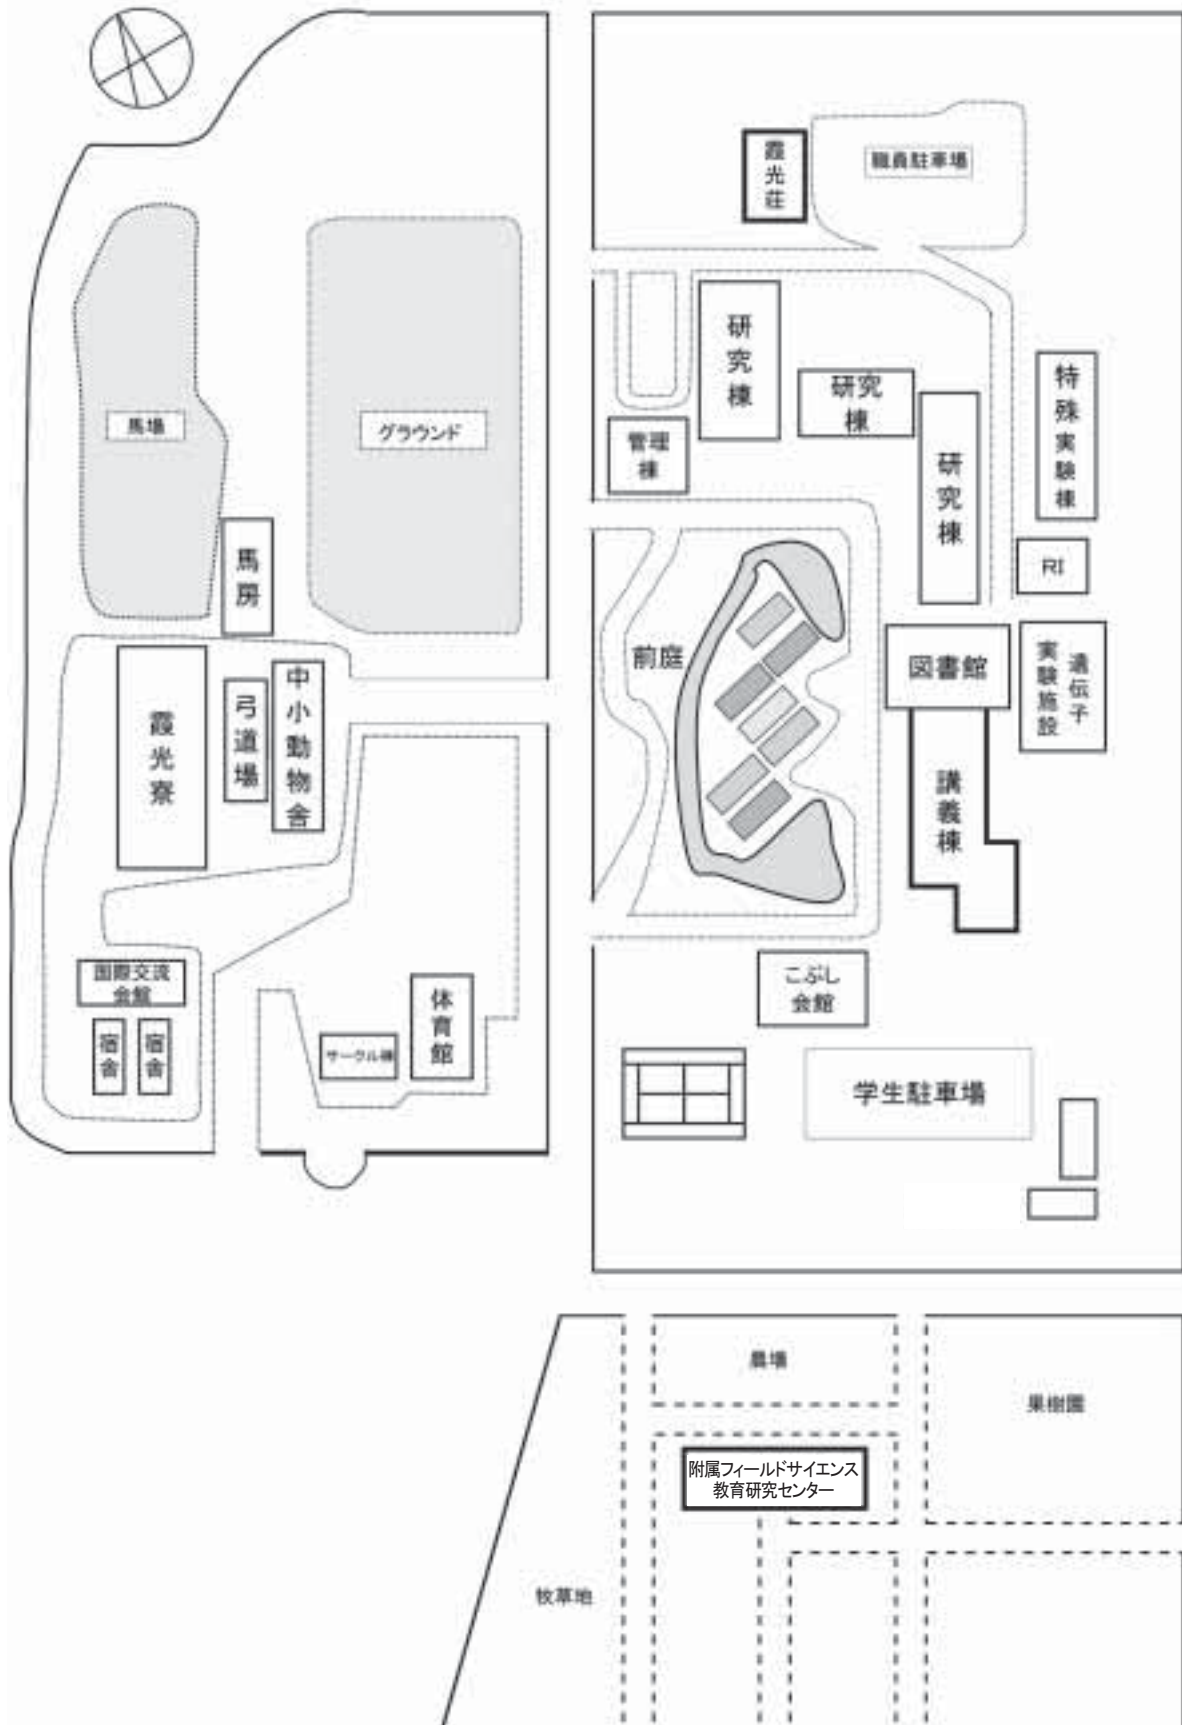 霞光荘
職員駐車場
研究棟
研究
棟
特殊実験棟
馬場
グラウンド
管理
棟
研究棟
馬房
RI
前庭
図書館
遺伝子
実験施設
霞光寮
弓道場
中小動物舎
講義棟
国際交流
会館
こぶし
会館
体育館
サークル棟
宿舎
宿舎
学生駐車場
農場
果樹園
附属フィールドサイエンス
教育研究センター
牧草地